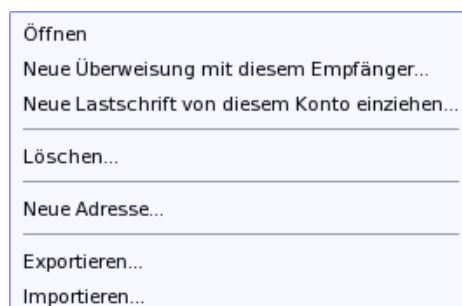 Öffnen
Neue Überweisung mit diesem Empfänger...
Neue Lastschrift von diesem Konto einziehen...
Löschen...
Neue Adresse...
Exportieren...
Importieren...